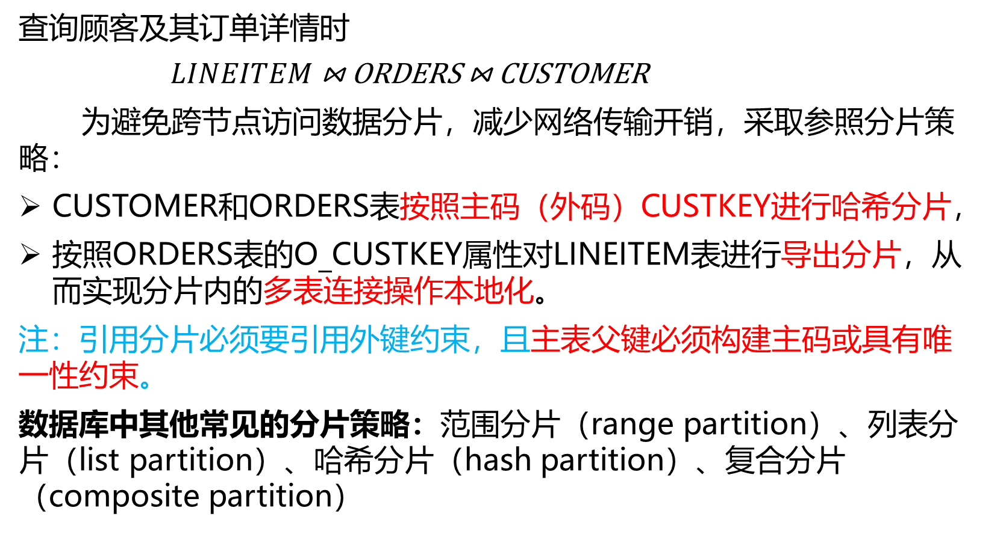 查询顾客及其订单详情时
LINEITEM ⋈ ORDERS ⋈ CUSTOMER
为避免跨节点访问数据分片，减少网络传输开销，采取参照分片策
略：
➢ CUSTOMER和ORDERS表按照主码（外码）CUSTKEY进行哈希分片，
➢ 按照ORDERS表的O_CUSTKEY属性对LINEITEM表进行导出分片，从
而实现分片内的多表连接操作本地化。
注：引用分片必须要引用外键约束，且主表父键必须构建主码或具有唯
一性约束。
数据库中其他常见的分片策略：范围分片（range partition）、列表分
片（list partition）、哈希分片（hash partition）、复合分片
（composite partition）